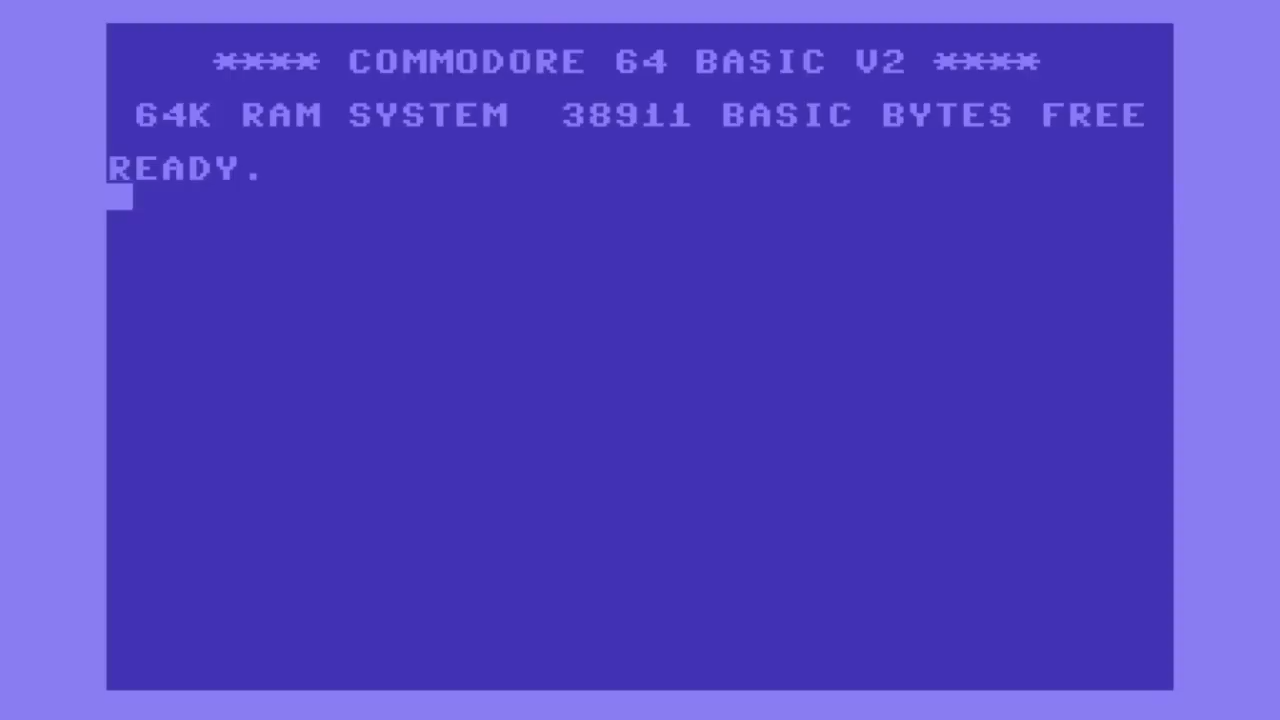 **** COMMODORE 64 BASIC V2 ****
64K RAM SYSTEM  38911 BASIC BYTES FREE
READY.